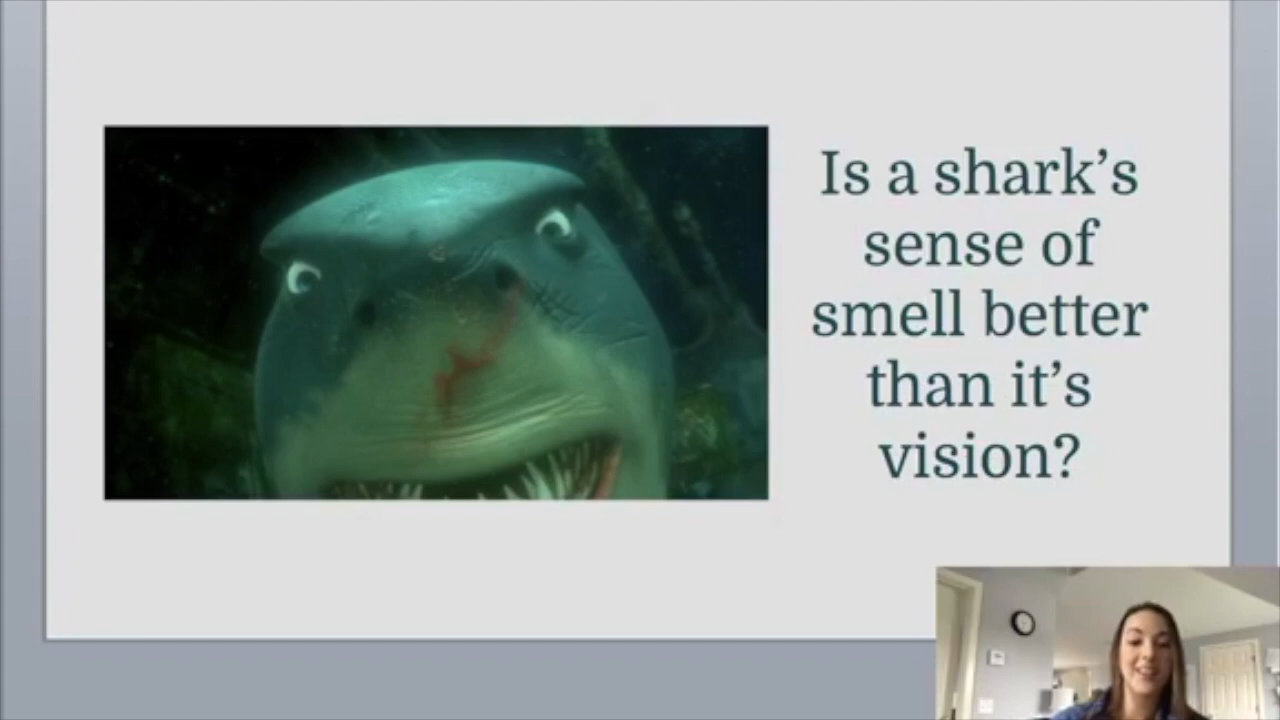 Is a shark’s
sense of
smell better
than it’s
vision?